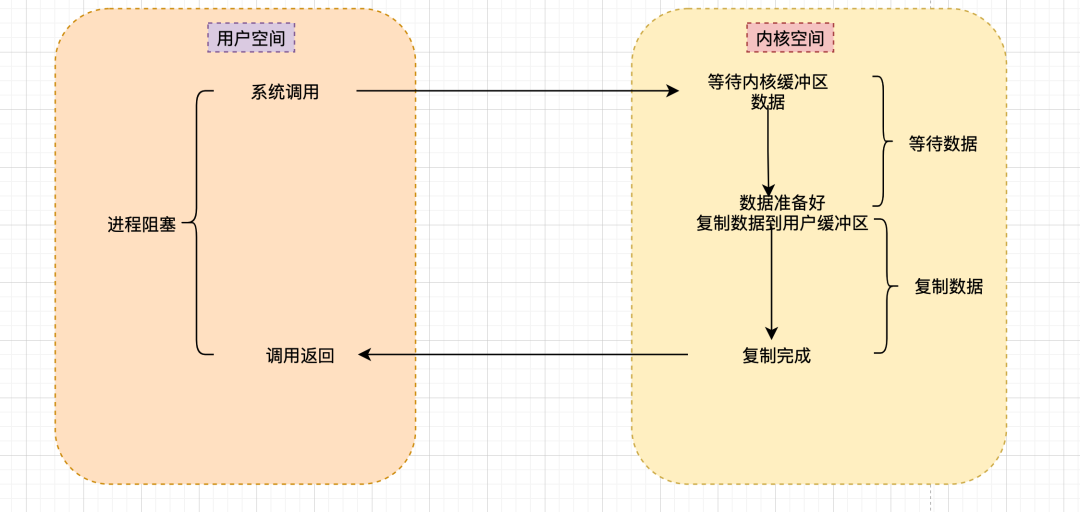 用户空间
内核空间
系统调用
等待内核缓冲区
数据
等待数据
数据准备好
进程阻塞
复制数据到用户缓冲区
复制数据
调用返回
复制完成